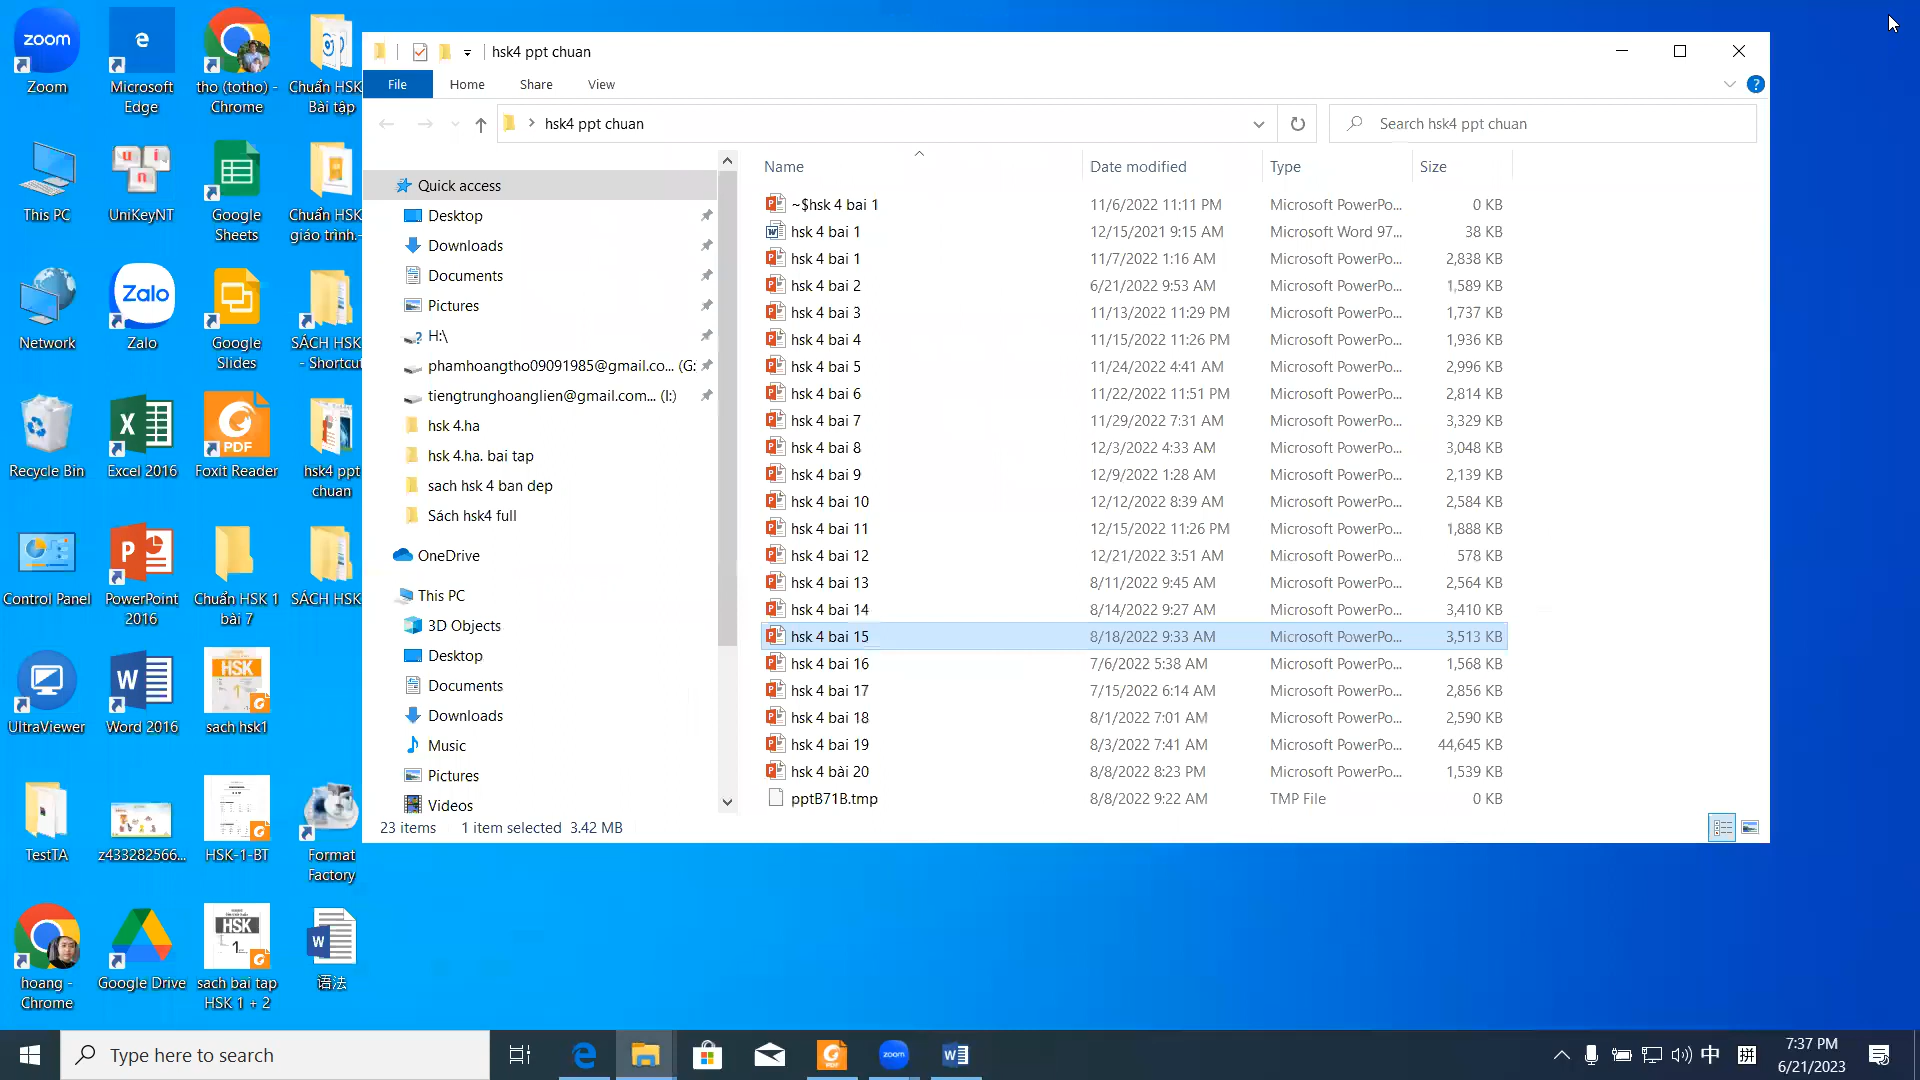 zoom
Zoom
Microsoft Edge
tho (totho) - Chrome
Chuẩn HSK Bài tập
This PC
UniKeyNT
Google Sheets
Chuẩn HSK giáo trình.-
Network
Zalo
Zalo
Google Slides
SÁCH HSK - Shortcu
Recycle Bin
Excel 2016
PDF
Foxit Reader
hsk4 ppt chuan
Control Panel
PowerPoint 2016
Chuẩn HSK 1 bài 7
SÁCH HSK
UltraViewer
Word 2016
HSK
sach hsk1
TestTA
z433282566...
HSK-1-BT
Format Factory
hoang - Chrome
Google Drive
HSK
1
sach bai tap HSK 1 + 2
语法
hsk4 ppt chuan
File Home Share View
hsk4 ppt chuan
Search hsk4 ppt chuan
Quick access
Desktop
Downloads
Documents
Pictures
H:\
phamhoangtho09091985@gmail.co... (G:
tiengtrunghoanglien@gmail.com... (I:)
hsk 4.ha
hsk 4.ha. bai tap
sach hsk 4 ban dep
Sách hsk4 full
OneDrive
This PC
3D Objects
Desktop
Documents
Downloads
Music
Pictures
Videos
Name Date modified Type Size
~$hsk 4 bai 1 11/6/2022 11:11 PM Microsoft PowerPo... 0 KB
hsk 4 bai 1 12/15/2021 9:15 AM Microsoft Word 97... 38 KB
hsk 4 bai 1 11/7/2022 1:16 AM Microsoft PowerPo... 2,838 KB
hsk 4 bai 2 6/21/2022 9:53 AM Microsoft PowerPo... 1,589 KB
hsk 4 bai 3 11/13/2022 11:29 PM Microsoft PowerPo... 1,737 KB
hsk 4 bai 4 11/15/2022 11:26 PM Microsoft PowerPo... 1,936 KB
hsk 4 bai 5 11/24/2022 4:41 AM Microsoft PowerPo... 2,996 KB
hsk 4 bai 6 11/22/2022 11:51 PM Microsoft PowerPo... 2,814 KB
hsk 4 bai 7 11/29/2022 7:31 AM Microsoft PowerPo... 3,329 KB
hsk 4 bai 8 12/3/2022 4:33 AM Microsoft PowerPo... 3,048 KB
hsk 4 bai 9 12/9/2022 1:28 AM Microsoft PowerPo... 2,139 KB
hsk 4 bai 10 12/12/2022 8:39 AM Microsoft PowerPo... 2,584 KB
hsk 4 bai 11 12/15/2022 11:26 PM Microsoft PowerPo... 1,888 KB
hsk 4 bai 12 12/21/2022 3:51 AM Microsoft PowerPo... 578 KB
hsk 4 bai 13 8/11/2022 9:45 AM Microsoft PowerPo... 2,564 KB
hsk 4 bai 14 8/14/2022 9:27 AM Microsoft PowerPo... 3,410 KB
hsk 4 bai 15 8/18/2022 9:33 AM Microsoft PowerPo... 3,513 KB
hsk 4 bai 16 7/6/2022 5:38 AM Microsoft PowerPo... 1,568 KB
hsk 4 bai 17 7/15/2022 6:14 AM Microsoft PowerPo... 2,856 KB
hsk 4 bai 18 8/1/2022 7:01 AM Microsoft PowerPo... 2,590 KB
hsk 4 bai 19 8/3/2022 7:41 AM Microsoft PowerPo... 44,645 KB
hsk 4 bài 20 8/8/2022 8:23 PM Microsoft PowerPo... 1,539 KB
pptB71B.tmp 8/8/2022 9:22 AM TMP File 0 KB
23 items 1 item selected 3.42 MB
Type here to search
zoom
中
拼
7:37 PM
6/21/2023